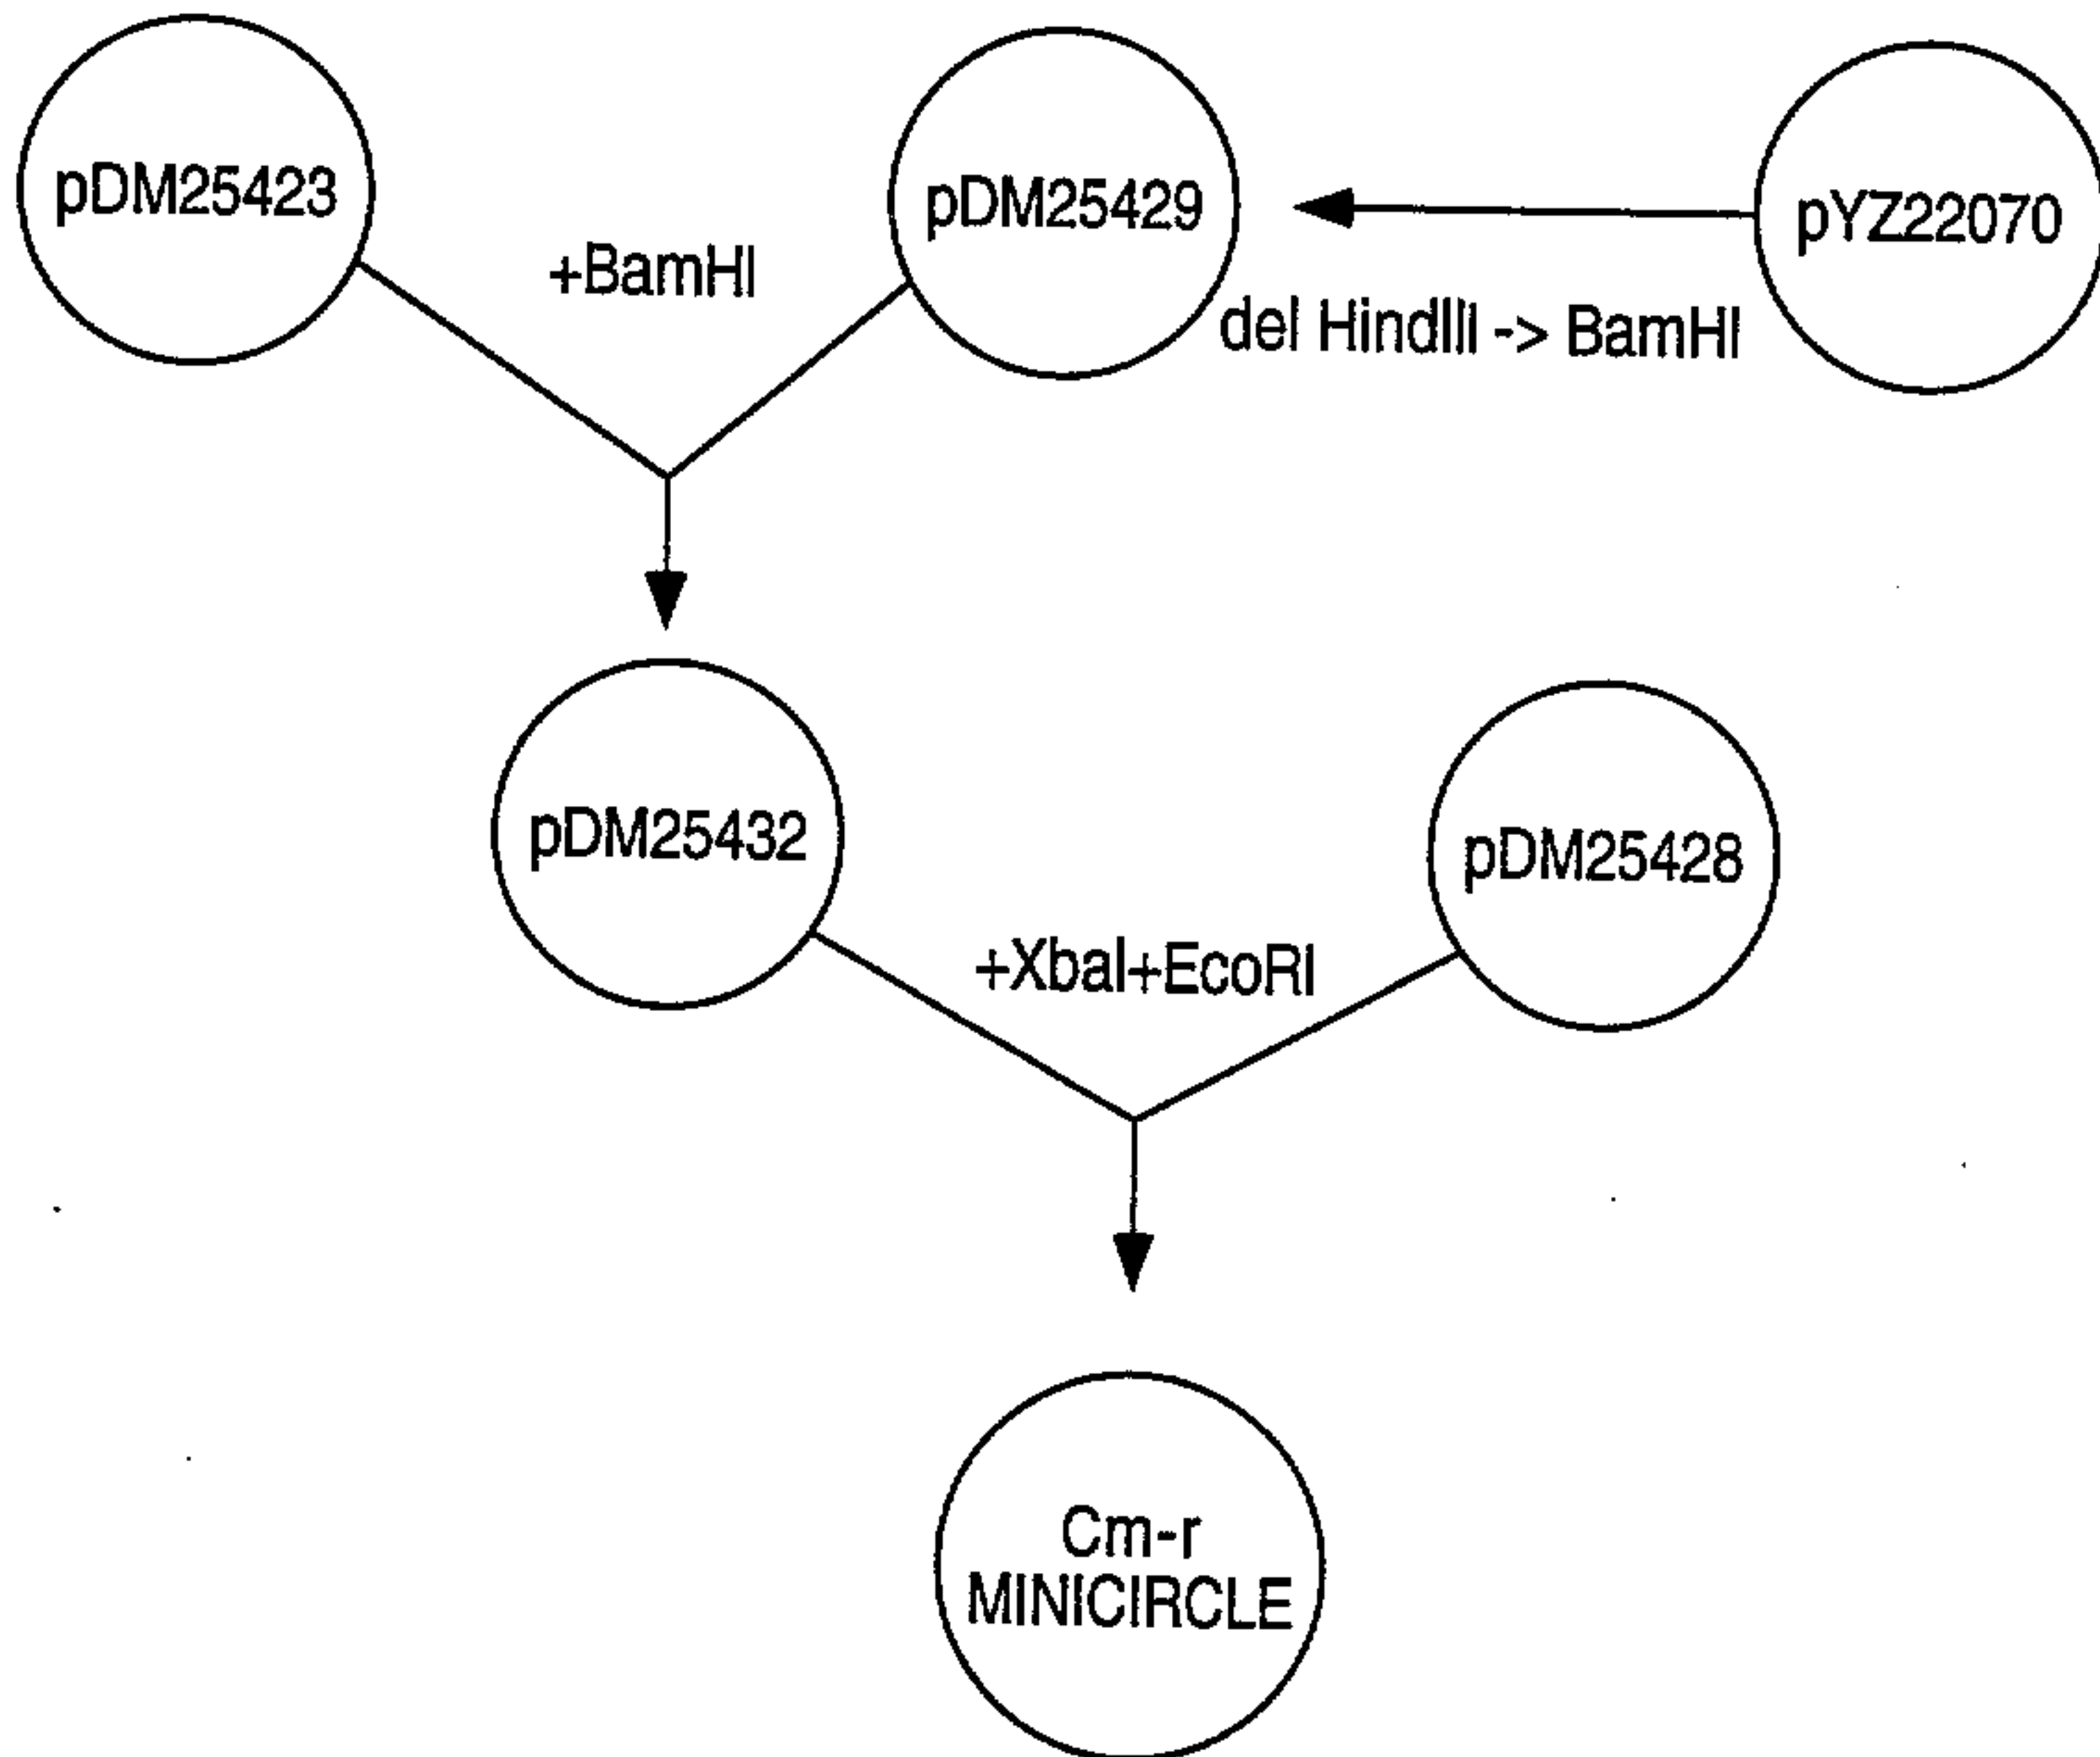 pDM25423
pDM25429
pYZ22070
+BamHI
del HindIII -> BamHI
pDM25432
pDM25428
+XbaI+EcoRI
Cm-r
MINICIRCLE